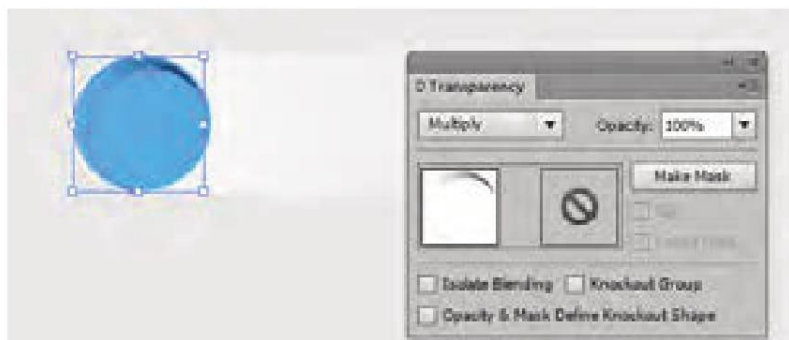 Transparency
Multiply Opacity: 100%
Make Mask
Isolate Blending Knockout Group
Opacity & Mask Define Knockout Shape